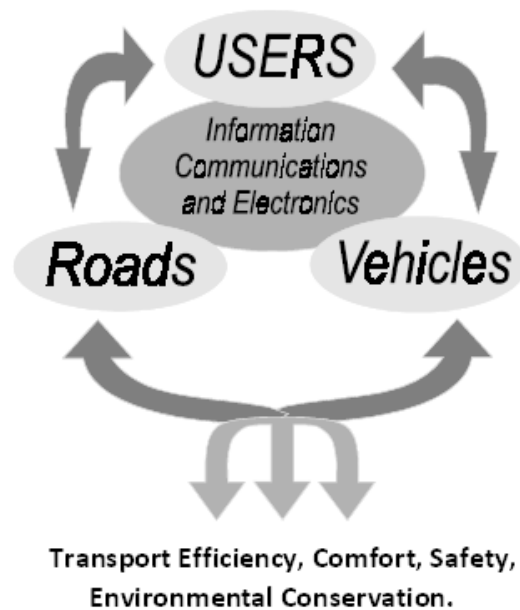 USERS
Information
Communications
and Electronics
Roads
Vehicles
Transport Efficiency, Comfort, Safety,
Environmental Conservation.